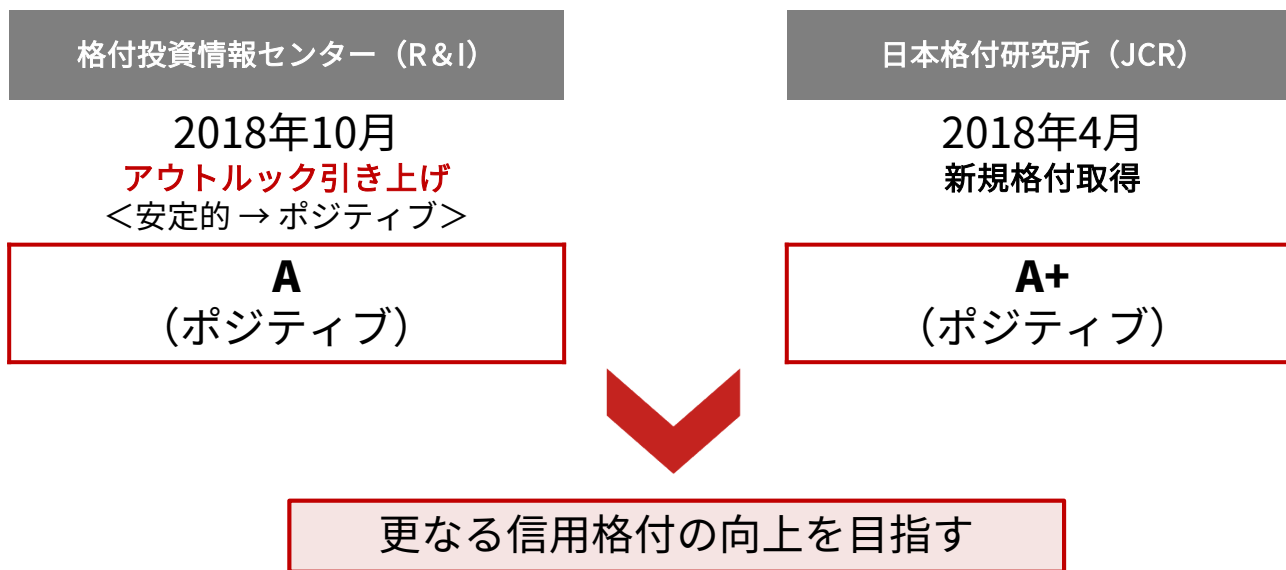 格付投資情報センター（R＆I）
2018年10月
アウトルック引き上げ
＜安定的 → ポジティブ＞
A
（ポジティブ）
日本格付研究所（JCR）
2018年4月
新規格付取得
A+
（ポジティブ）
更なる信用格付の向上を目指す